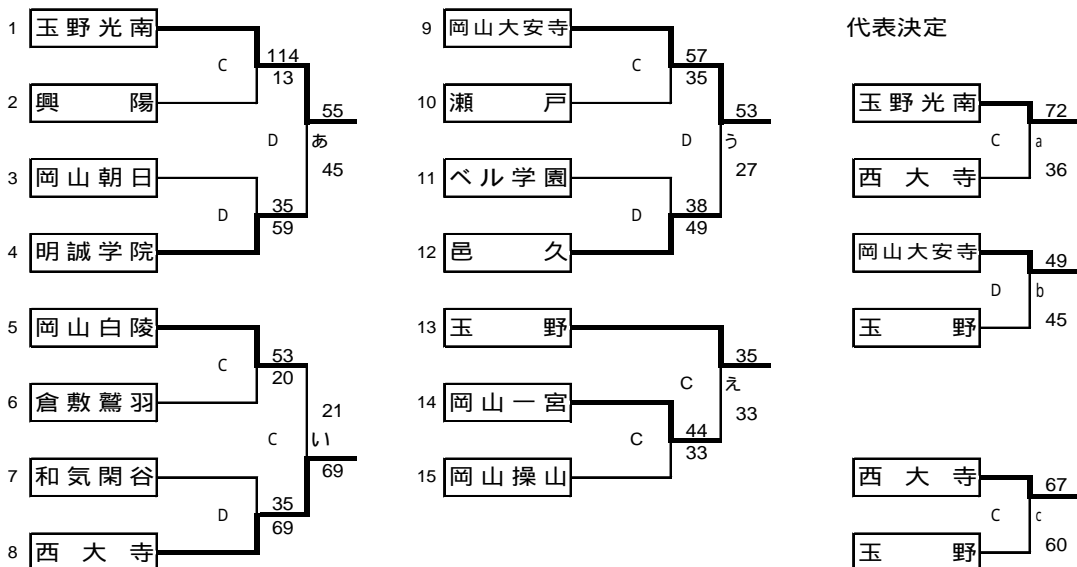 1 玉野光南
114
C
13
2 興陽
55
D あ
45
3 岡山朝日
35
D
59
4 明誠学院
5 岡山白陵
53
C
20
6 倉敷鷲羽
21
C い
69
7 和気閑谷
35
D
69
8 西大寺
9 岡山大安寺
57
C
35
10 瀬戸
53
D う
27
11 ベル学園
38
D
49
12 邑久
13 玉野
35
C え
33
14 岡山一宮
44
C
33
15 岡山操山
代表決定
玉野光南
72
C a
36
西大寺
岡山大安寺
49
D b
45
玉野
西大寺
67
C c
60
玉野